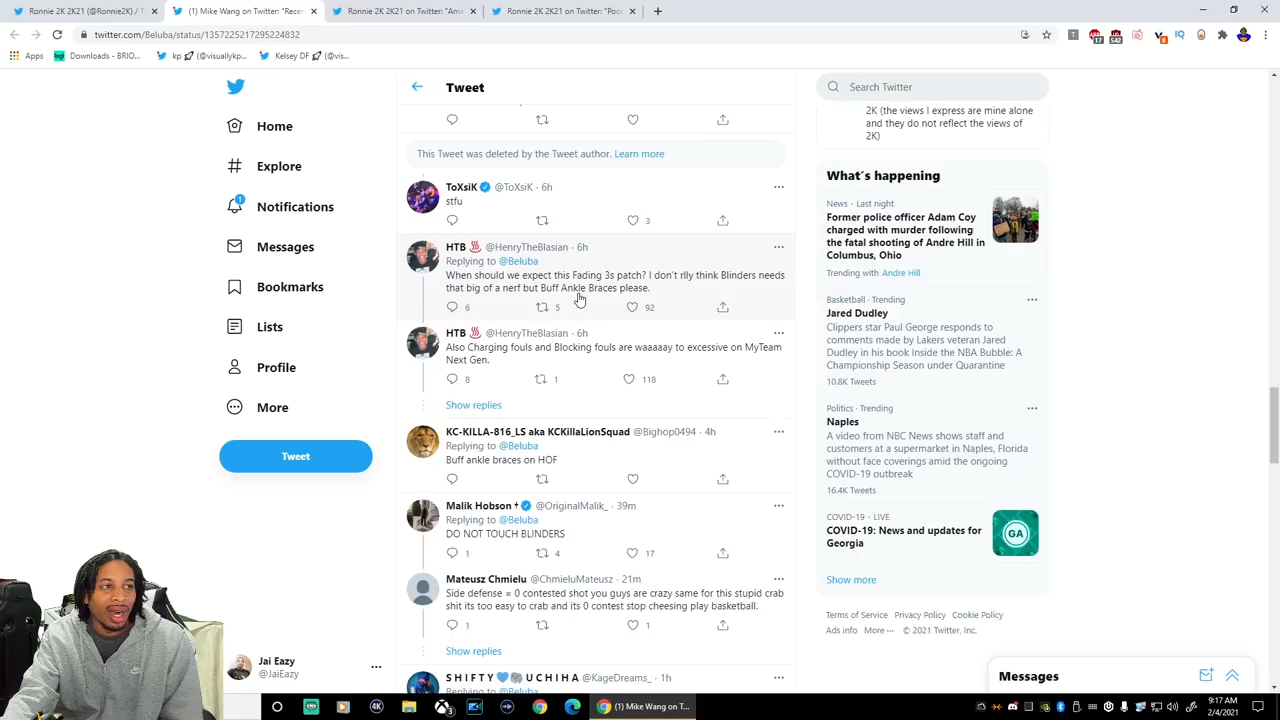 Ronnie 2K 2K21 (@Ronnie2K) / T
(1) Mike Wang on Twitter: "Rece
Ronnie 2K 2K21 on Twitter: "Ama
Ronnie 2K 2K21 on Twitter: "Poo
twitter.com/Beluba/status/1357225217295224832
Apps
Downloads - BRIO...
kp 🚀 (@visuallykp...
Kelsey DF 🚀 (@vis...
Home
Explore
1
Notifications
Messages
Bookmarks
Lists
Profile
More
Tweet
Jai Eazy
@JaiEazy
Tweet
This Tweet was deleted by the Tweet author. Learn more
ToXsiK @ToXsiK · 6h
stfu
3
HTB ♨ @HenryTheBlasian · 6h
Replying to @Beluba
When should we expect this Fading 3s patch? I don't rlly think Blinders needs
that big of a nerf but Buff Ankle Braces please.
6 5 92
HTB ♨ @HenryTheBlasian · 6h
Also Charging fouls and Blocking fouls are waaaay to excessive on MyTeam
Next Gen.
8 1 118
Show replies
KC-KILLA-816_LS aka KCKillaLionSquad @Bighop0494 · 4h
Replying to @Beluba
Buff ankle braces on HOF
Malik Hobson † @OriginalMalik_ · 39m
Replying to @Beluba
DO NOT TOUCH BLINDERS
1 4 17
Mateusz Chmielu @ChmieluMateusz · 21m
Side defense = 0 contested shot you guys are crazy same for this stupid crab
shit its too easy to crab and its 0 contest stop cheesing play basketball.
1 1
Show replies
S H I F T Y 💙🐘 U C H I H A @KageDreams_ · 1h
Replying to @Beluba
Search Twitter
2K (the views I express are mine alone
and they do not reflect the views of
2K)
What's happening
News · Last night
Former police officer Adam Coy
charged with murder following
the fatal shooting of Andre Hill in
Columbus, Ohio
Trending with Andre Hill
Basketball · Trending
Jared Dudley
Clippers star Paul George responds to
comments made by Lakers veteran Jared
Dudley in his book Inside the NBA Bubble: A
Championship Season under Quarantine
10.8K Tweets
Politics · Trending
Naples
A video from NBC News shows staff and
customers at a supermarket in Naples, Florida
without face coverings amid the ongoing
COVID-19 outbreak
16.4K Tweets
COVID-19 · LIVE
COVID-19: News and updates for
Georgia
GA
Show more
Terms of Service Privacy Policy Cookie Policy
Ads info More ··· © 2021 Twitter, Inc.
Messages
(1) Mike Wang on T...
9:17 AM
2/4/2021